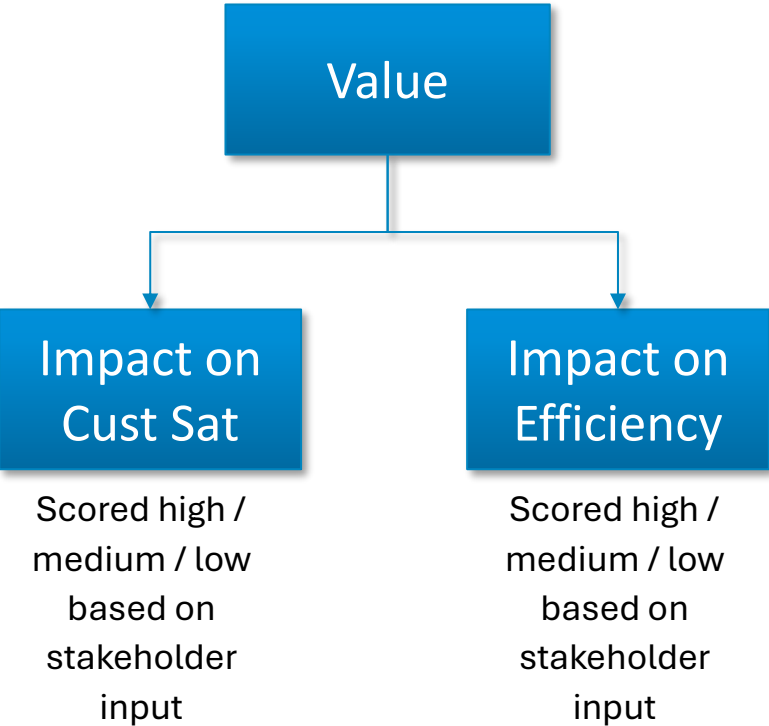 Value
Impact on
Cust Sat
Scored high /
medium / low
based on
stakeholder
input
Impact on
Efficiency
Scored high /
medium / low
based on
stakeholder
input